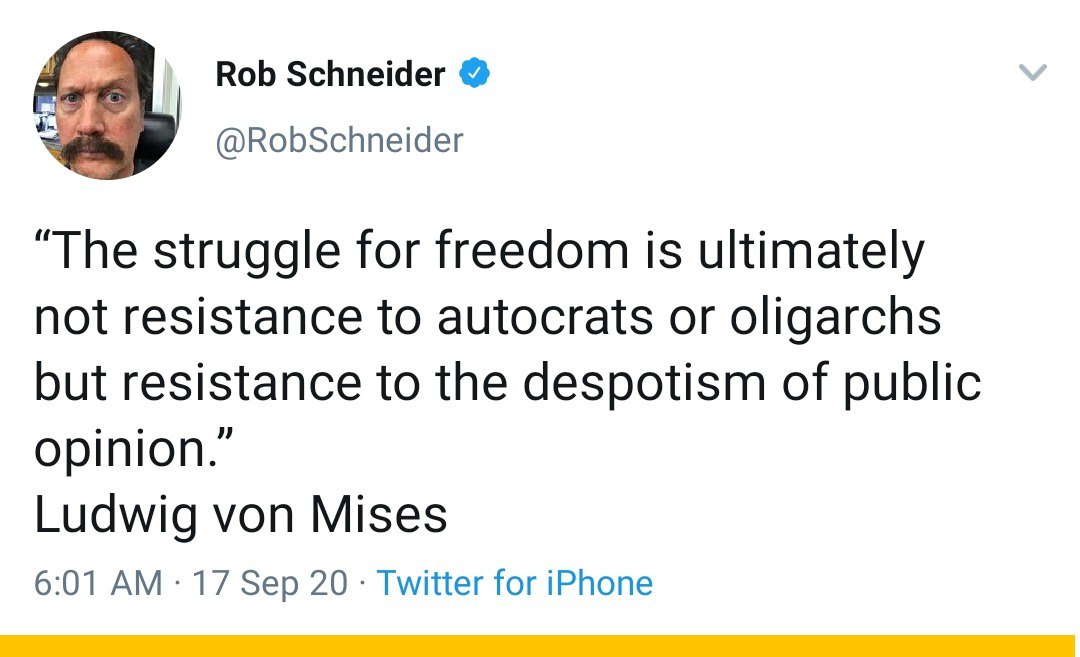 Rob Schneider
@RobSchneider
“The struggle for freedom is ultimately
not resistance to autocrats or oligarchs
but resistance to the despotism of public
opinion.”
Ludwig von Mises
6:01 AM · 17 Sep 20 · Twitter for iPhone